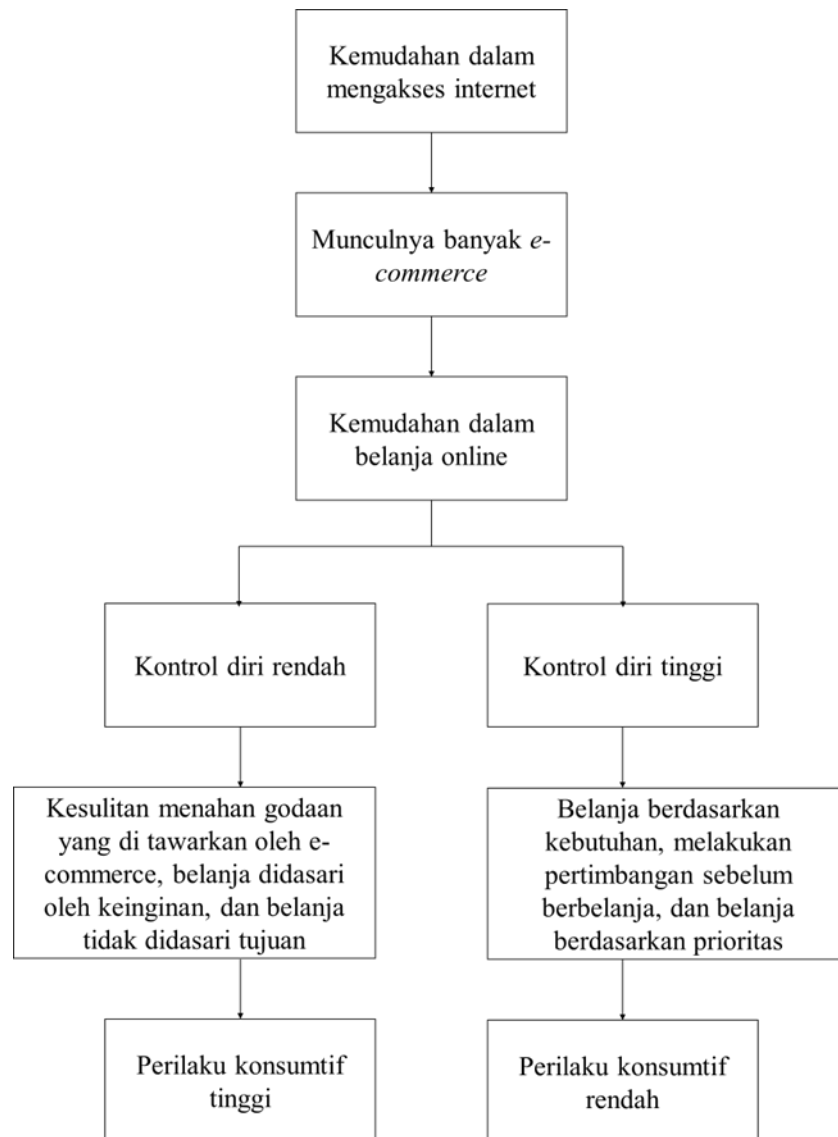 Kemudahan dalam
mengakses internet
Munculnya banyak e-
commerce
Kemudahan dalam
belanja online
Kontrol diri rendah
Kontrol diri tinggi
Kesulitan menahan godaan
yang di tawarkan oleh e-
commerce, belanja didasari
oleh keinginan, dan belanja
tidak didasari tujuan
Belanja berdasarkan
kebutuhan, melakukan
pertimbangan sebelum
berbelanja, dan belanja
berdasarkan prioritas
Perilaku konsumtif
tinggi
Perilaku konsumtif
rendah